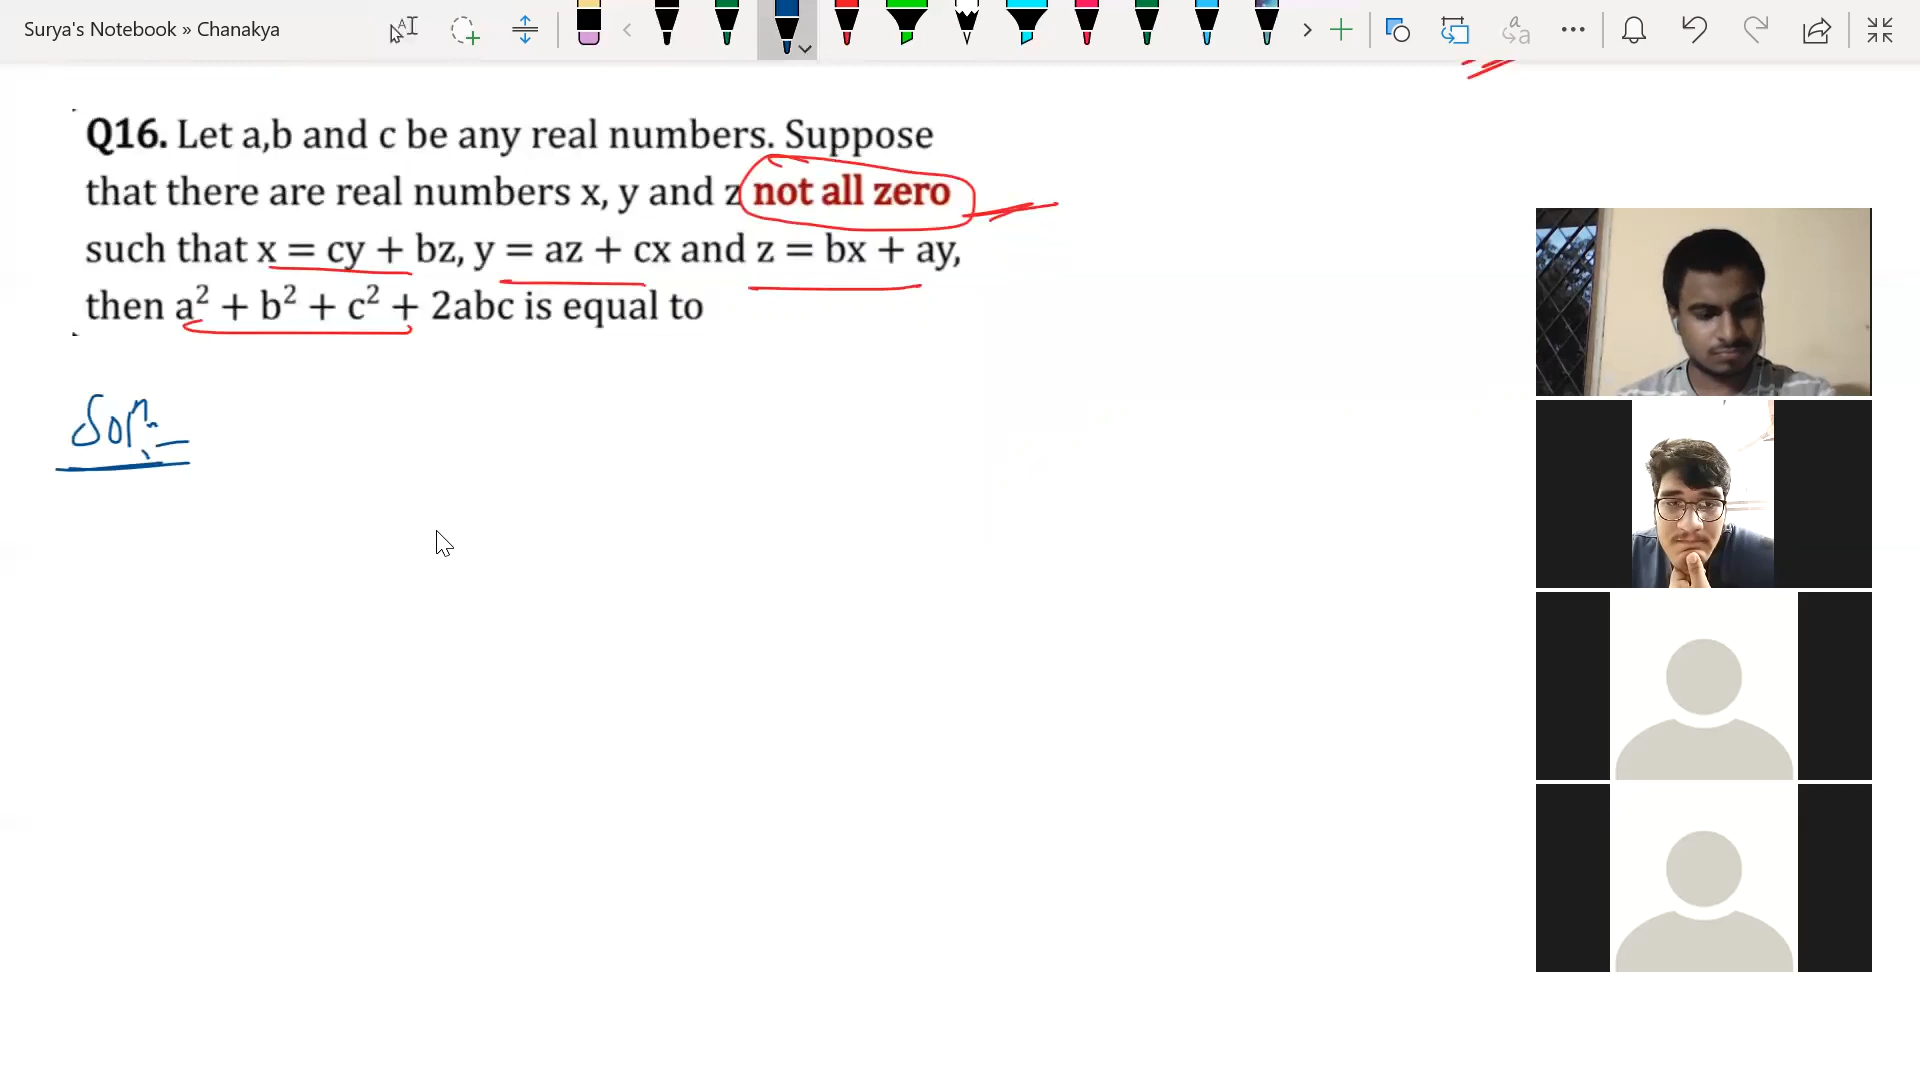 Surya's Notebook » Chanakya
Q16. Let a,b and c be any real numbers. Suppose
that there are real numbers x, y and z not all zero
such that x = cy + bz, y = az + cx and z = bx + ay,
then a² + b² + c² + 2abc is equal to
Solⁿ:-